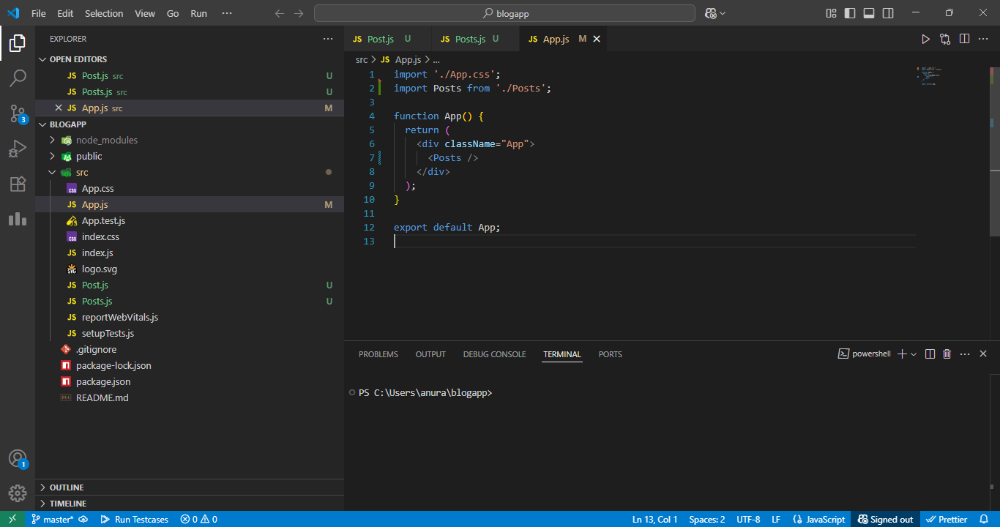 File Edit Selection View Go Run ··· blogapp
EXPLORER ···
OPEN EDITORS
JS Post.js src U
JS Posts.js src U
JS App.js src M
BLOGAPP
node_modules
public
src
App.css
JS App.js M
App.test.js
index.css
JS index.js
logo.svg
JS Post.js U
JS Posts.js U
JS reportWebVitals.js
JS setupTests.js
.gitignore
package-lock.json
package.json
README.md
OUTLINE
TIMELINE
3
1
JS Post.js U JS Posts.js U JS App.js M
src > JS App.js > ...
1 import './App.css';
2 import Posts from './Posts';
3
4 function App() {
5 return (
6 <div className="App">
7 <Posts />
8 </div>
9 );
10 }
11
12 export default App;
13
PROBLEMS OUTPUT DEBUG CONSOLE TERMINAL PORTS powershell
PS C:\Users\anura\blogapp>
master* Run Testcases 0 0 Ln 13, Col 1 Spaces: 2 UTF-8 LF {} JavaScript Signed out Prettier